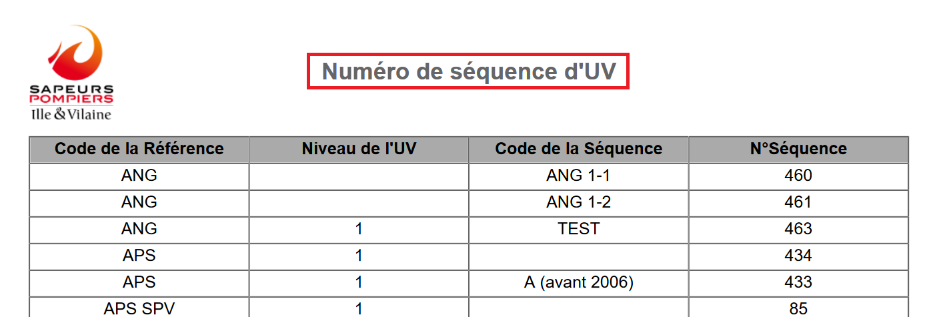 SAPEURS
POMPIERS
Ille & Vilaine
Numéro de séquence d'UV
Code de la Référence Niveau de l'UV Code de la Séquence N°Séquence
ANG ANG 1-1 460
ANG ANG 1-2 461
ANG 1 TEST 463
APS 1 434
APS 1 A (avant 2006) 433
APS SPV 1 85